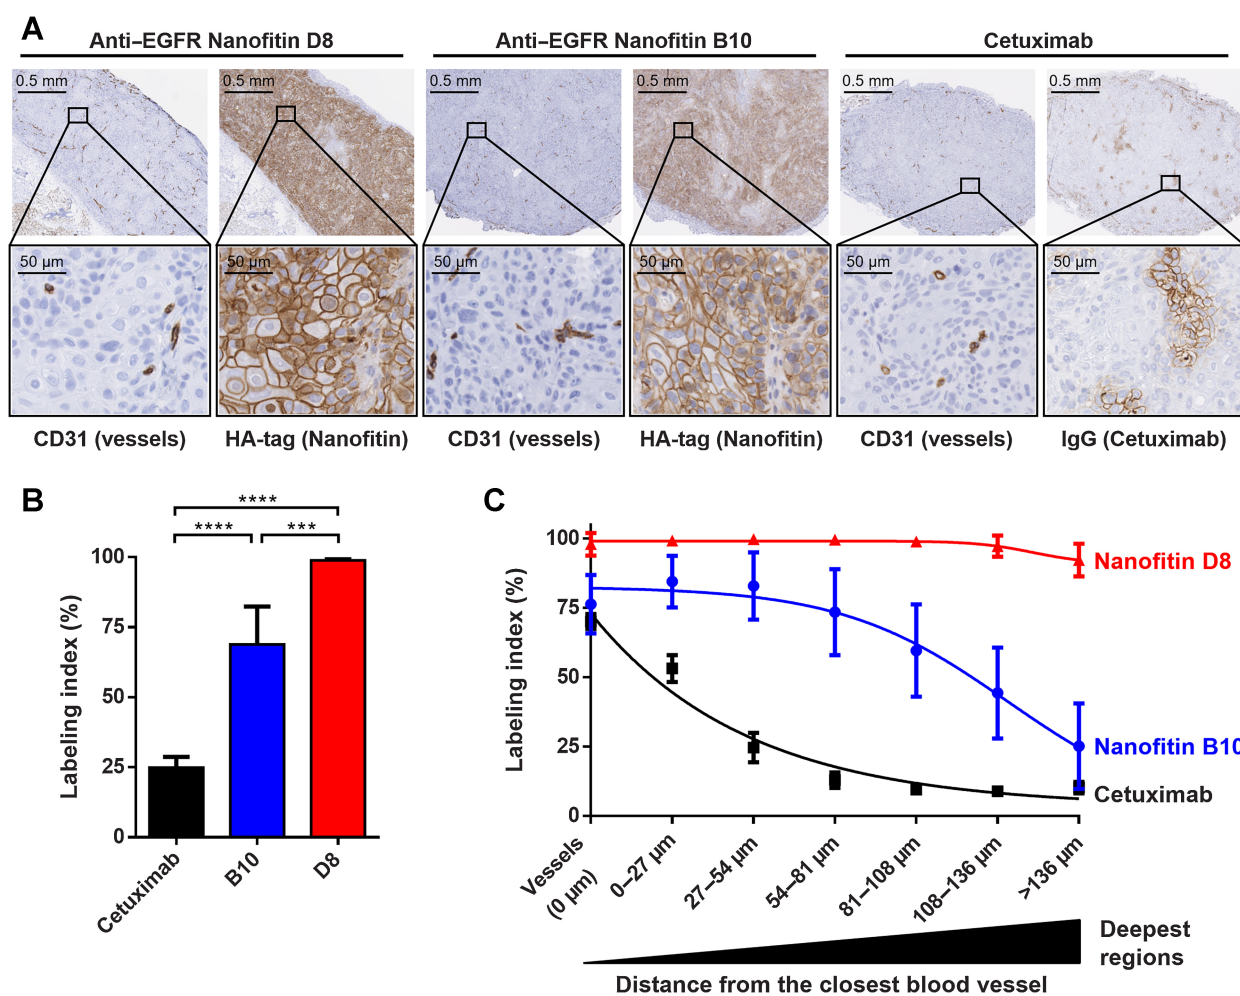 A
Anti–EGFR Nanofitin D8
Anti–EGFR Nanofitin B10
Cetuximab
0.5 mm
0.5 mm
0.5 mm
0.5 mm
0.5 mm
0.5 mm
50 µm
50 µm
50 µm
50 µm
50 µm
50 µm
CD31 (vessels)
HA-tag (Nanofitin)
CD31 (vessels)
HA-tag (Nanofitin)
CD31 (vessels)
IgG (Cetuximab)
B
****
****
***
Labeling index (%)
100
75
50
25
0
Cetuximab
B10
D8
C
Labeling index (%)
100
75
50
25
0
Nanofitin D8
Nanofitin B10
Cetuximab
Vessels
(0 µm)
0–27 µm
27–54 µm
54–81 µm
81–108 µm
108–136 µm
>136 µm
Deepest
regions
Distance from the closest blood vessel